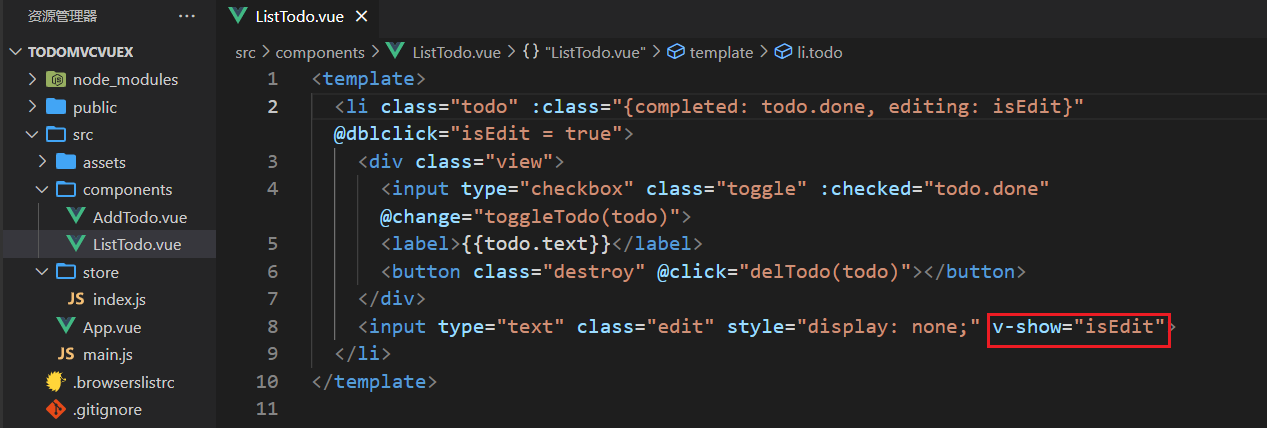 资源管理器 ···
ListTodo.vue ×
TODOMVCVUEX
src > components > ListTodo.vue > {} "ListTodo.vue" > template > li.todo
node_modules
public
src
assets
components
AddTodo.vue
ListTodo.vue
store
JS index.js
App.vue
JS main.js
.browserslistrc
.gitignore
1 <template>
2 <li class="todo" :class="{completed: todo.done, editing: isEdit}"
@dblclick="isEdit = true">
3 <div class="view">
4 <input type="checkbox" class="toggle" :checked="todo.done"
@change="toggleTodo(todo)">
5 <label>{{todo.text}}</label>
6 <button class="destroy" @click="delTodo(todo)"></button>
7 </div>
8 <input type="text" class="edit" style="display: none;" v-show="isEdit">
9 </li>
10 </template>
11